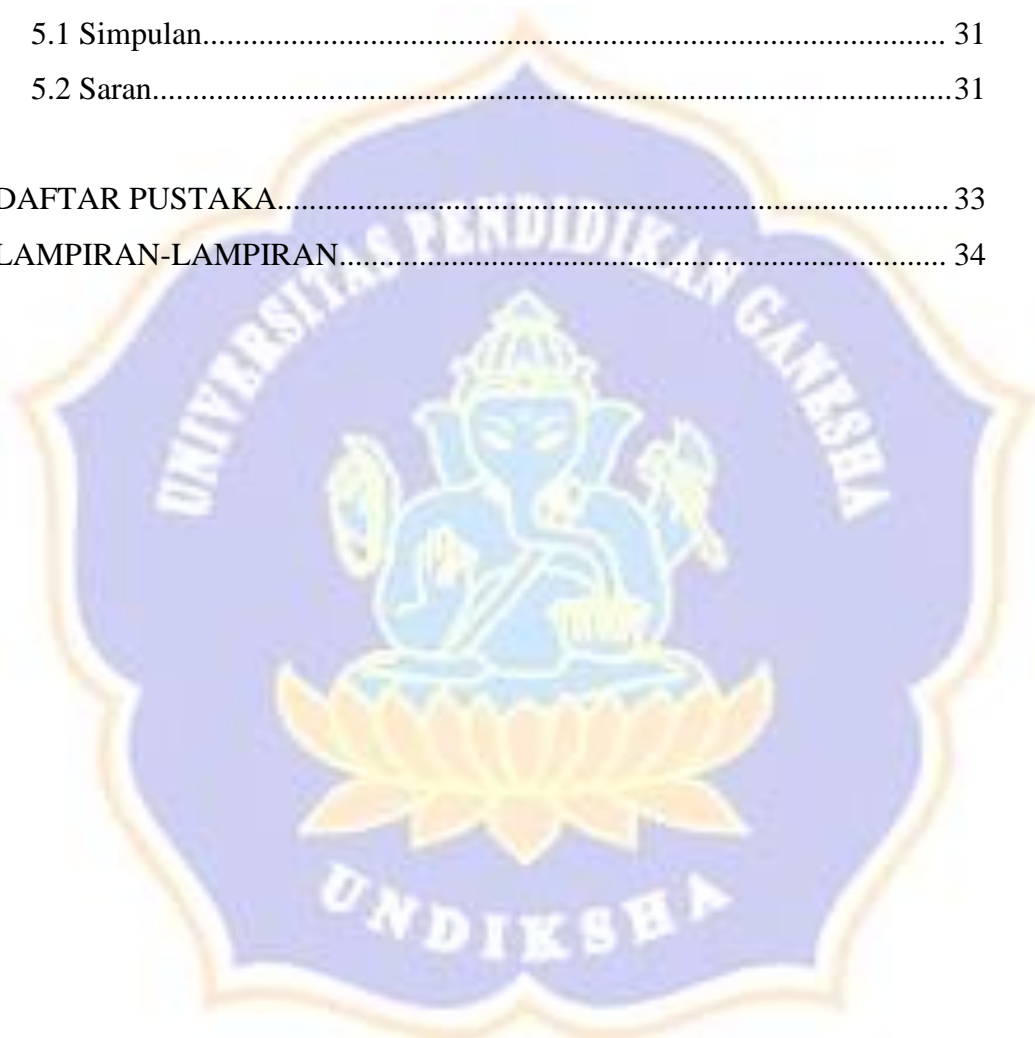 5.1 Simpulan............................................................................................ 31
5.2 Saran...................................................................................................31
DAFTAR PUSTAKA................................................................................... 33
LAMPIRAN-LAMPIRAN........................................................................... 34
UNIVERSITAS PENDIDIKAN GANESHA
UNDIKSHA